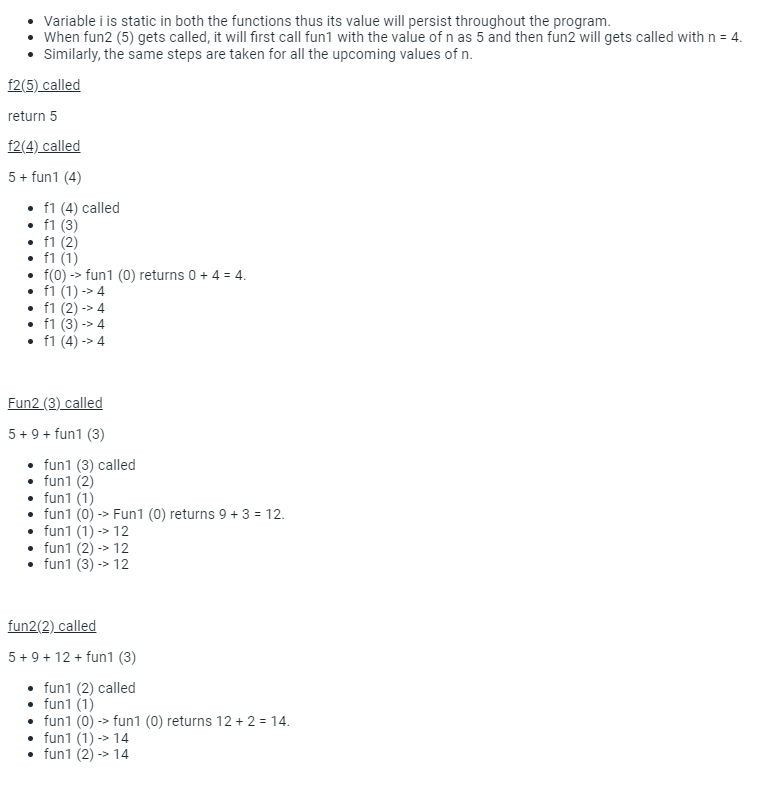 • Variable i is static in both the functions thus its value will persist throughout the program.
• When fun2 (5) gets called, it will first call fun1 with the value of n as 5 and then fun2 will gets called with n = 4.
• Similarly, the same steps are taken for all the upcoming values of n.
f2(5) called
return 5
f2(4) called
5 + fun1 (4)
• f1 (4) called
• f1 (3)
• f1 (2)
• f1 (1)
• f(0) -> fun1 (0) returns 0 + 4 = 4.
• f1 (1) -> 4
• f1 (2) -> 4
• f1 (3) -> 4
• f1 (4) -> 4
Fun2 (3) called
5 + 9 + fun1 (3)
• fun1 (3) called
• fun1 (2)
• fun1 (1)
• fun1 (0) -> Fun1 (0) returns 9 + 3 = 12.
• fun1 (1) -> 12
• fun1 (2) -> 12
• fun1 (3) -> 12
fun2(2) called
5 + 9 + 12 + fun1 (3)
• fun1 (2) called
• fun1 (1)
• fun1 (0) -> fun1 (0) returns 12 + 2 = 14.
• fun1 (1) -> 14
• fun1 (2) -> 14